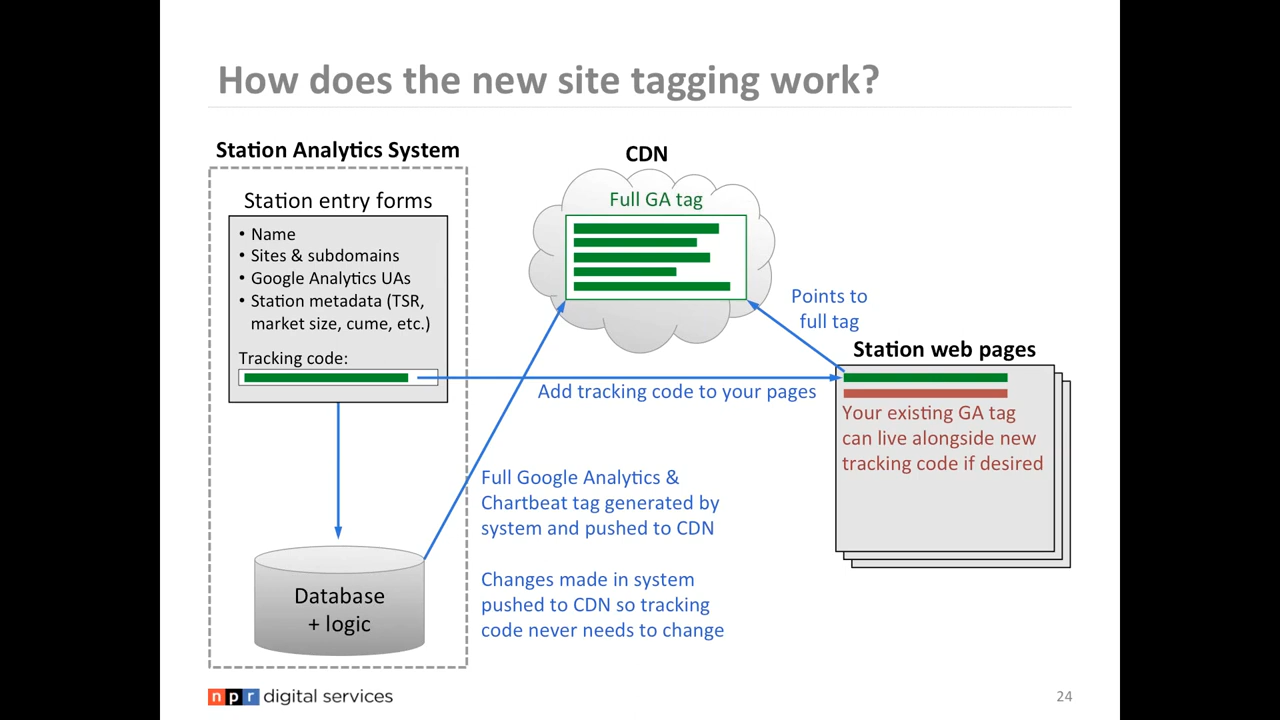 How does the new site tagging work?
Station Analytics System
Station entry forms
• Name
• Sites & subdomains
• Google Analytics UAs
• Station metadata (TSR,
market size, cume, etc.)
Tracking code:
Database
+ logic
CDN
Full GA tag
Points to
full tag
Station web pages
Add tracking code to your pages
Your existing GA tag
can live alongside new
tracking code if desired
Full Google Analytics &
Chartbeat tag generated by
system and pushed to CDN
Changes made in system
pushed to CDN so tracking
code never needs to change
npr digital services
24